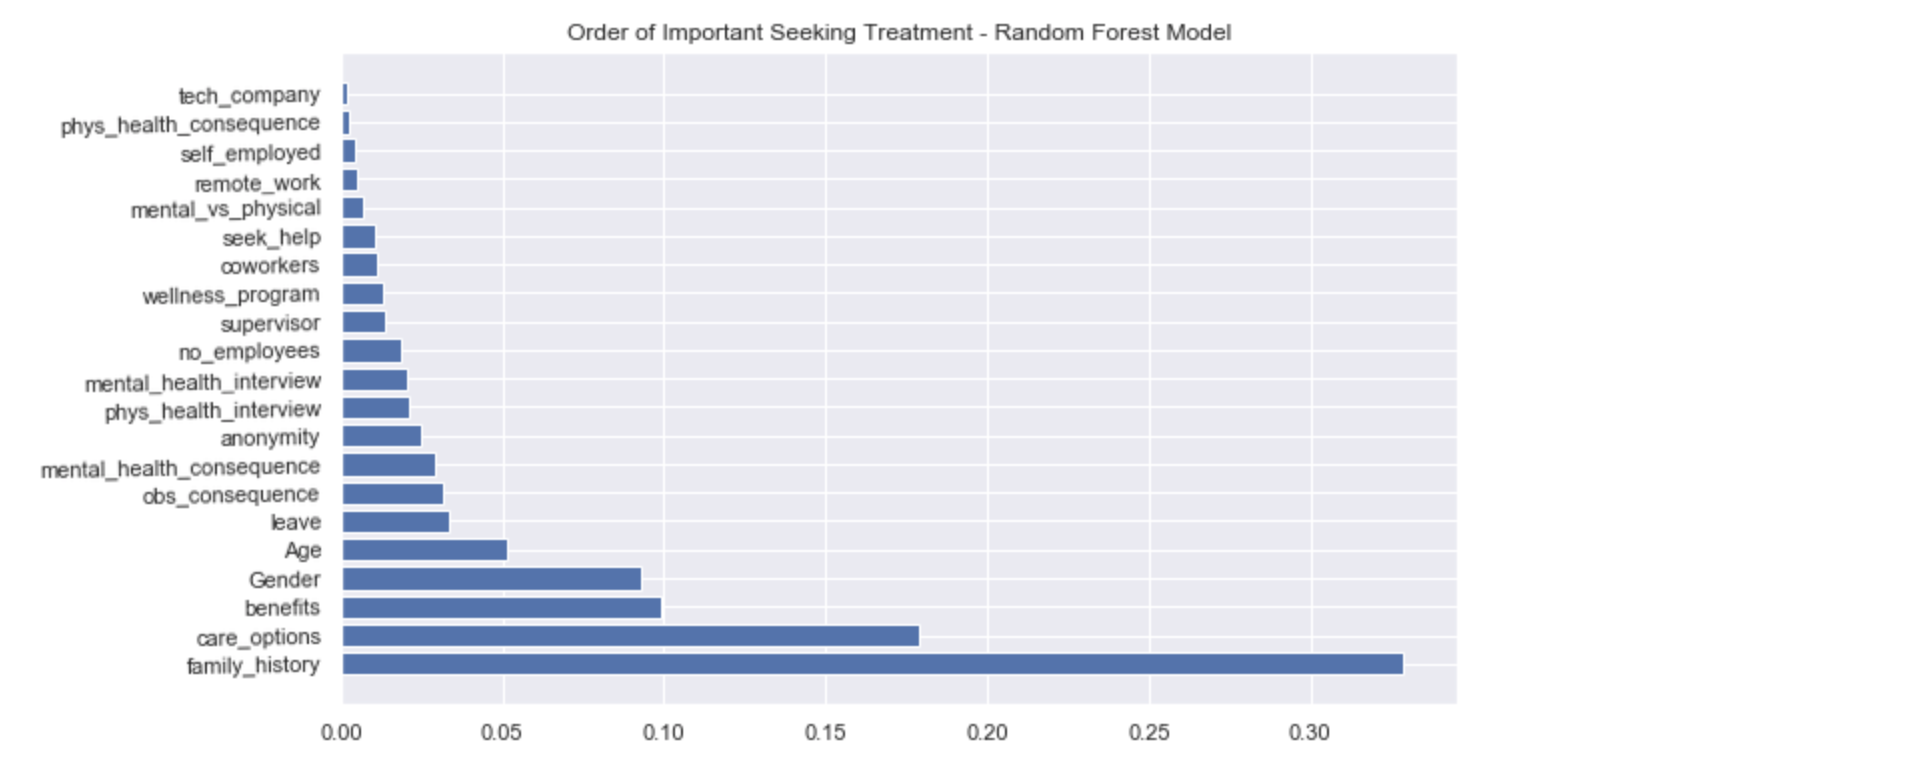 Order of Important Seeking Treatment - Random Forest Model
tech_company
phys_health_consequence
self_employed
remote_work
mental_vs_physical
seek_help
coworkers
wellness_program
supervisor
no_employees
mental_health_interview
phys_health_interview
anonymity
mental_health_consequence
obs_consequence
leave
Age
Gender
benefits
care_options
family_history
0.00 0.05 0.10 0.15 0.20 0.25 0.30